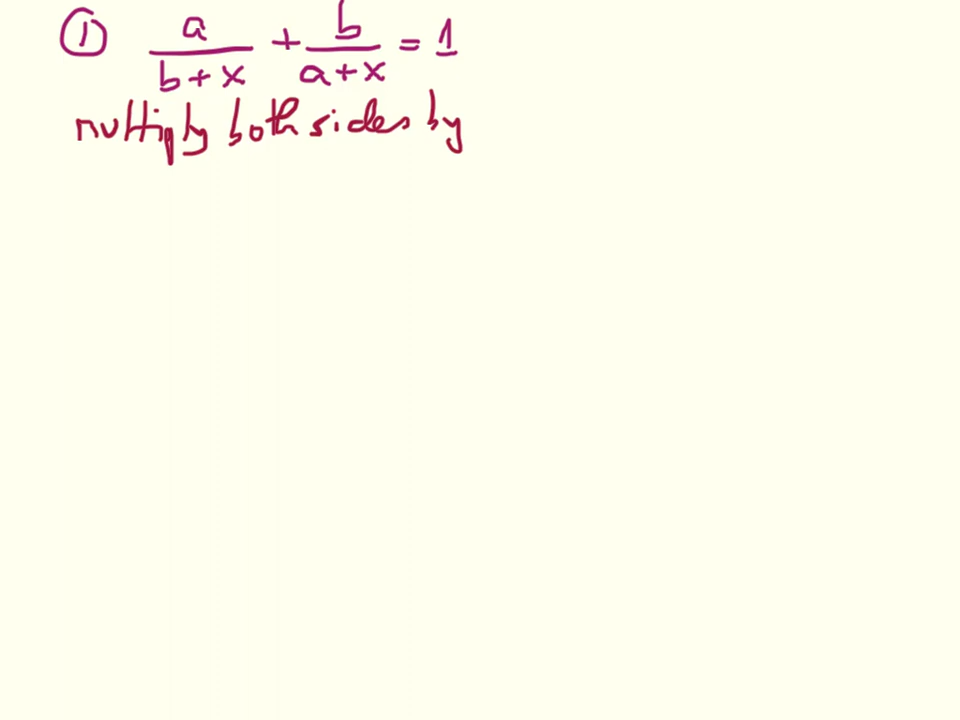 ① a/(b+x) + b/(a+x) = 1
multiply both sides by